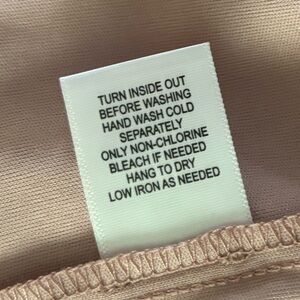 TURN INSIDE OUT
BEFORE WASHING
HAND WASH COLD
SEPARATELY
ONLY NON-CHLORINE
BLEACH IF NEEDED
HANG TO DRY
LOW IRON AS NEEDED